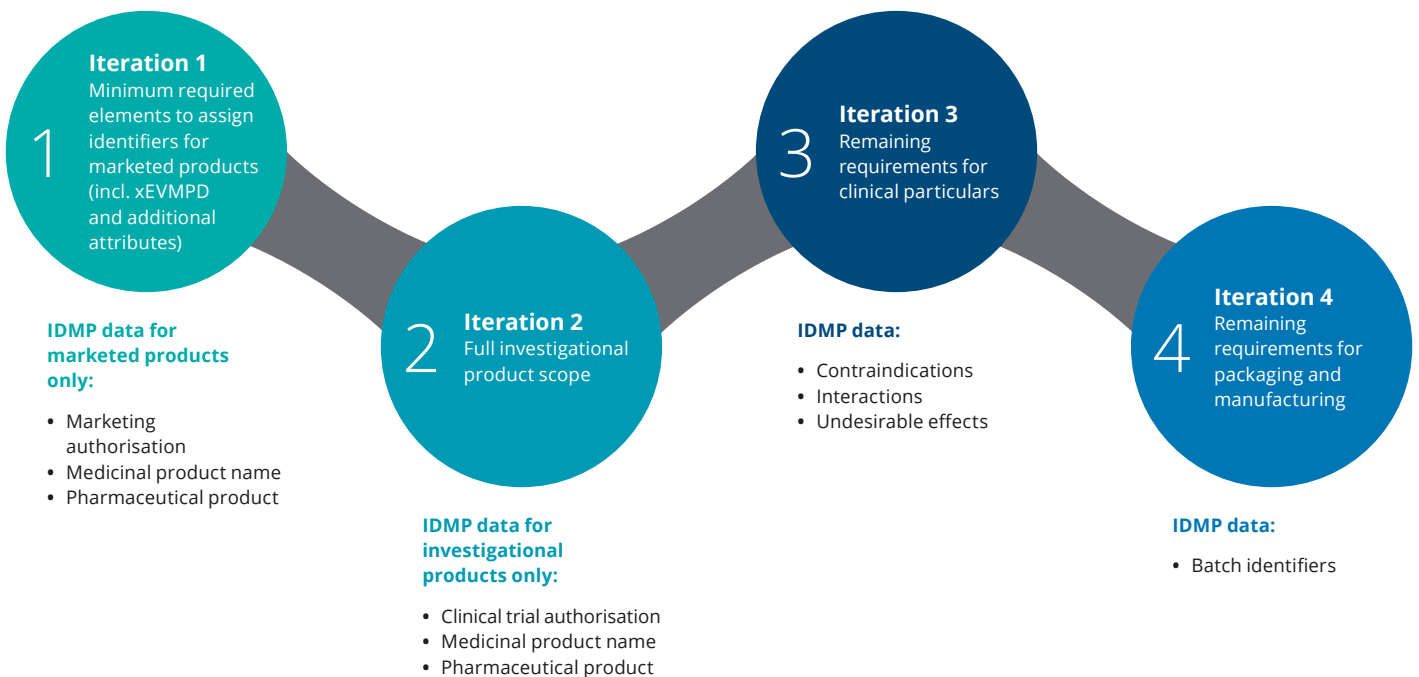 1
Iteration 1
Minimum required
elements to assign
identifiers for
marketed products
(incl. xEVMPD
and additional
attributes)
IDMP data for
marketed products
only:
• Marketing
authorisation
• Medicinal product name
• Pharmaceutical product
2
Iteration 2
Full investigational
product scope
IDMP data for
investigational
products only:
• Clinical trial authorisation
• Medicinal product name
• Pharmaceutical product
3
Iteration 3
Remaining
requirements for
clinical particulars
IDMP data:
• Contraindications
• Interactions
• Undesirable effects
4
Iteration 4
Remaining
requirements for
packaging and
manufacturing
IDMP data:
• Batch identifiers